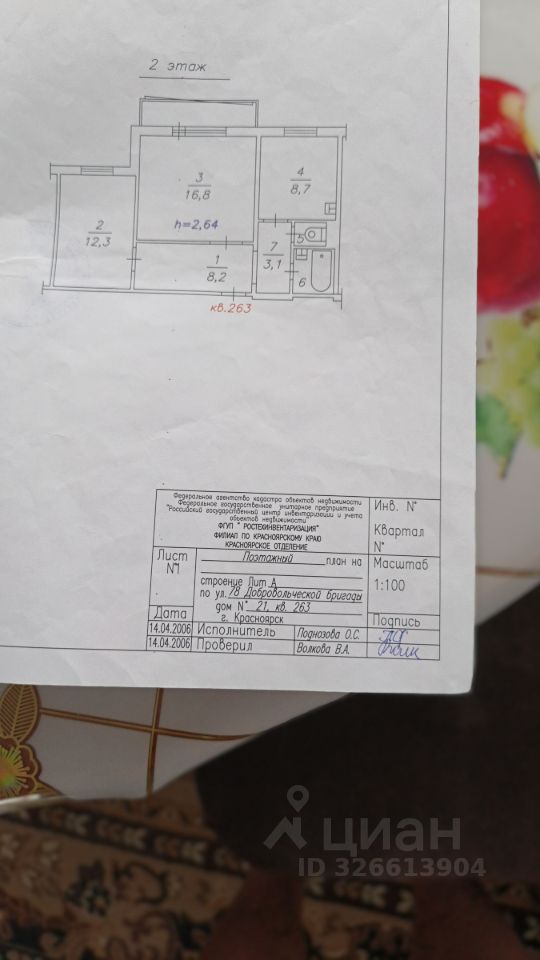 2 этаж
3
16,8
4
8,7
2
12,3
h=2,64
7
3,1
5
1
8,2
6
кв.263
Федеральное агентство кадастра объектов недвижимости
Федеральное государственное унитарное предприятие
"Российский государственный центр инвентаризации и учета
объектов недвижимости"
ФГУП " РОСТЕХИНВЕНТАРИЗАЦИЯ"
ФИЛИАЛ ПО КРАСНОЯРСКОМУ КРАЮ
КРАСНОЯРСКОЕ ОТДЕЛЕНИЕ
Инв. N°
Квартал
N°
Лист
N°1
Поэтажный план на
строение Лит А
по ул. 78 Добровольческой бригады
дом N° 21, кв. 263
г. Красноярск
Масштаб
1:100
Дата
Подпись
14.04.2006 Исполнитель Подназова О.С.
14.04.2006 Проверил Волкова В.А.
циан
ID 326613904